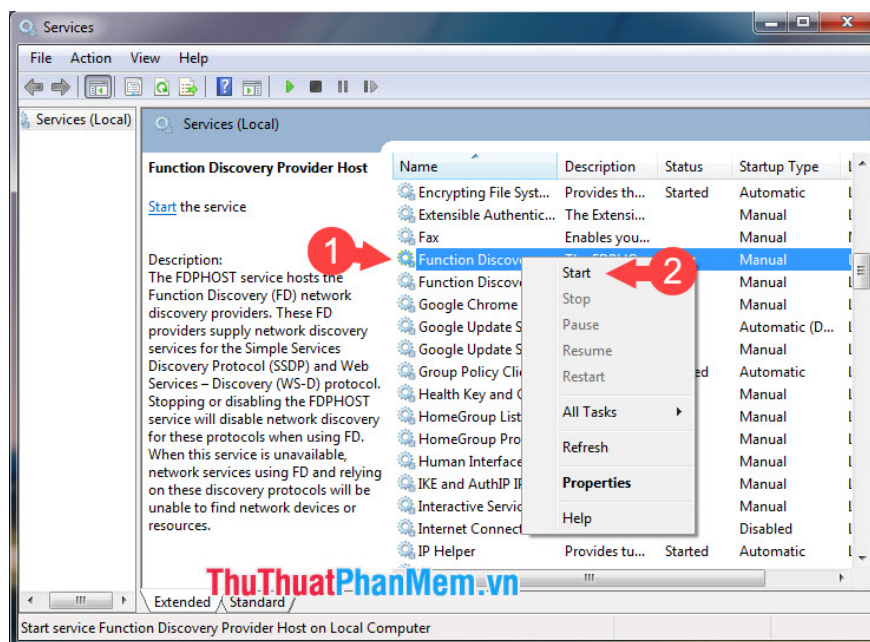 Services
File Action View Help
Services (Local)
Services (Local)
Function Discovery Provider Host
Start the service
Description:
The FDPHOST service hosts the
Function Discovery (FD) network
discovery providers. These FD
providers supply network discovery
services for the Simple Services
Discovery Protocol (SSDP) and Web
Services – Discovery (WS-D) protocol.
Stopping or disabling the FDPHOST
service will disable network discovery
for these protocols when using FD.
When this service is unavailable,
network services using FD and relying
on these discovery protocols will be
unable to find network devices or
resources.
Name Description Status Startup Type
Encrypting File Syst... Provides th... Started Automatic
Extensible Authentic... The Extensi... Manual
Fax Enables you... Manual
1
Function Discov Manual
Function Discov Manual
Google Chrome Manual
Google Update S Automatic (D...
Google Update S Manual
Group Policy Cli ed Automatic
Health Key and Manual
HomeGroup List Manual
HomeGroup Pro Manual
Human Interface Manual
IKE and AuthIP Manual
Interactive Servic Manual
Internet Connect Disabled
IP Helper Provides tu... Started Automatic
Start
2
Stop
Pause
Resume
Restart
All Tasks
Refresh
Properties
Help
ThuThuatPhanMem.vn
Extended Standard
Start service Function Discovery Provider Host on Local Computer